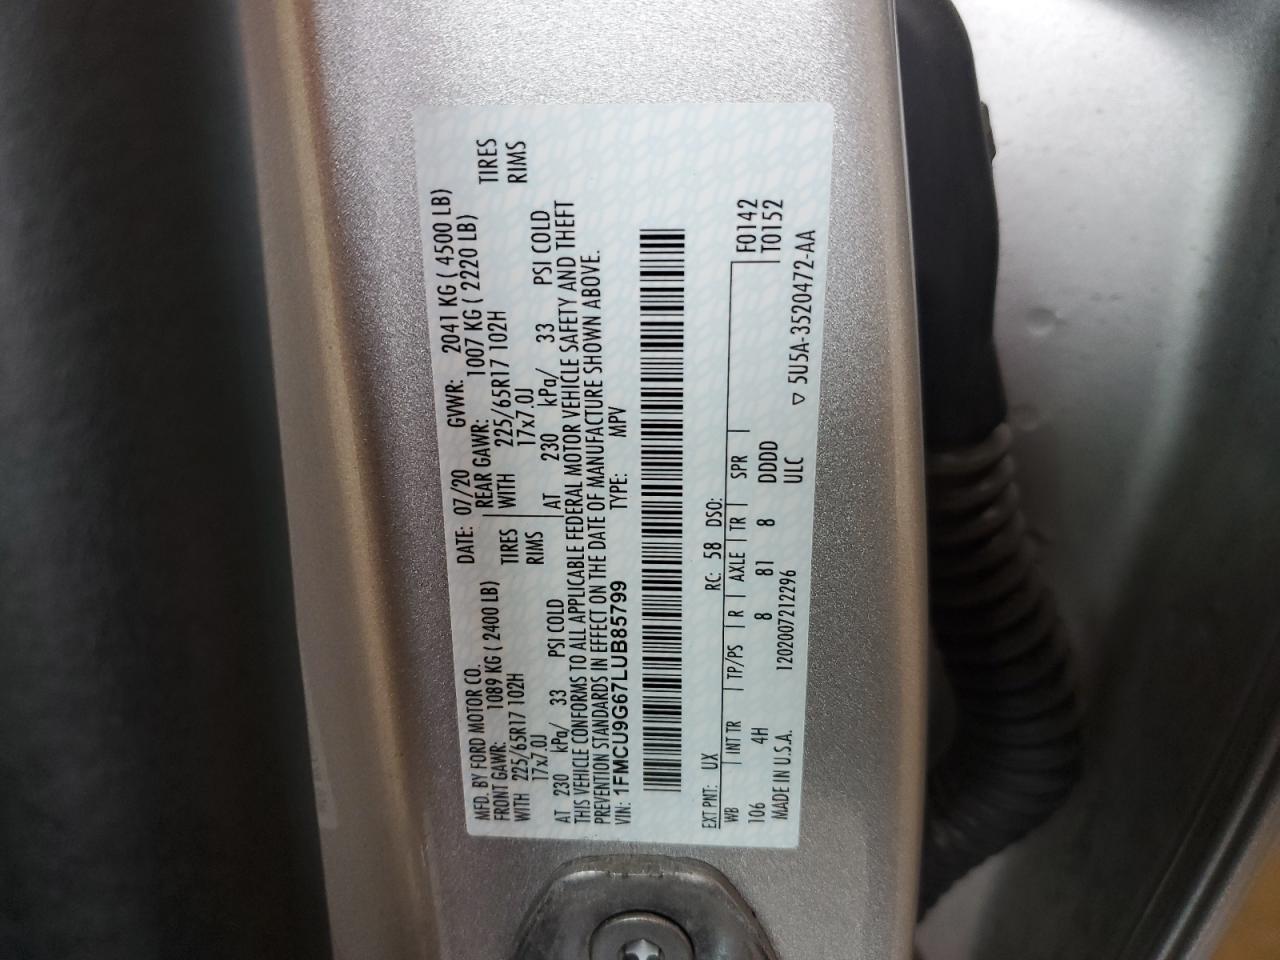 MFD. BY FORD MOTOR CO. DATE: 07/20 GVWR: 2041 KG ( 4500 LB)
FRONT GAWR: 1089 KG ( 2400 LB) REAR GAWR: 1007 KG ( 2220 LB)
WITH 225/65R17 102H TIRES WITH 225/65R17 102H TIRES
17x7.0J RIMS 17x7.0J RIMS
AT 230 kPa/ 33 PSI COLD AT 230 kPa/ 33 PSI COLD
THIS VEHICLE CONFORMS TO ALL APPLICABLE FEDERAL MOTOR VEHICLE SAFETY AND THEFT
PREVENTION STANDARDS IN EFFECT ON THE DATE OF MANUFACTURE SHOWN ABOVE.
VIN: 1FMCU9G67LUB85799 TYPE: MPV
EXT PNT: UX RC: 58 DSO:
WB INT TR TP/PS R AXLE TR SPR F0142
106 4H 8 81 8 DDDD T0152
MADE IN U.S.A. 1202007212296 ULC ▽ 5U5A-3520472-AA